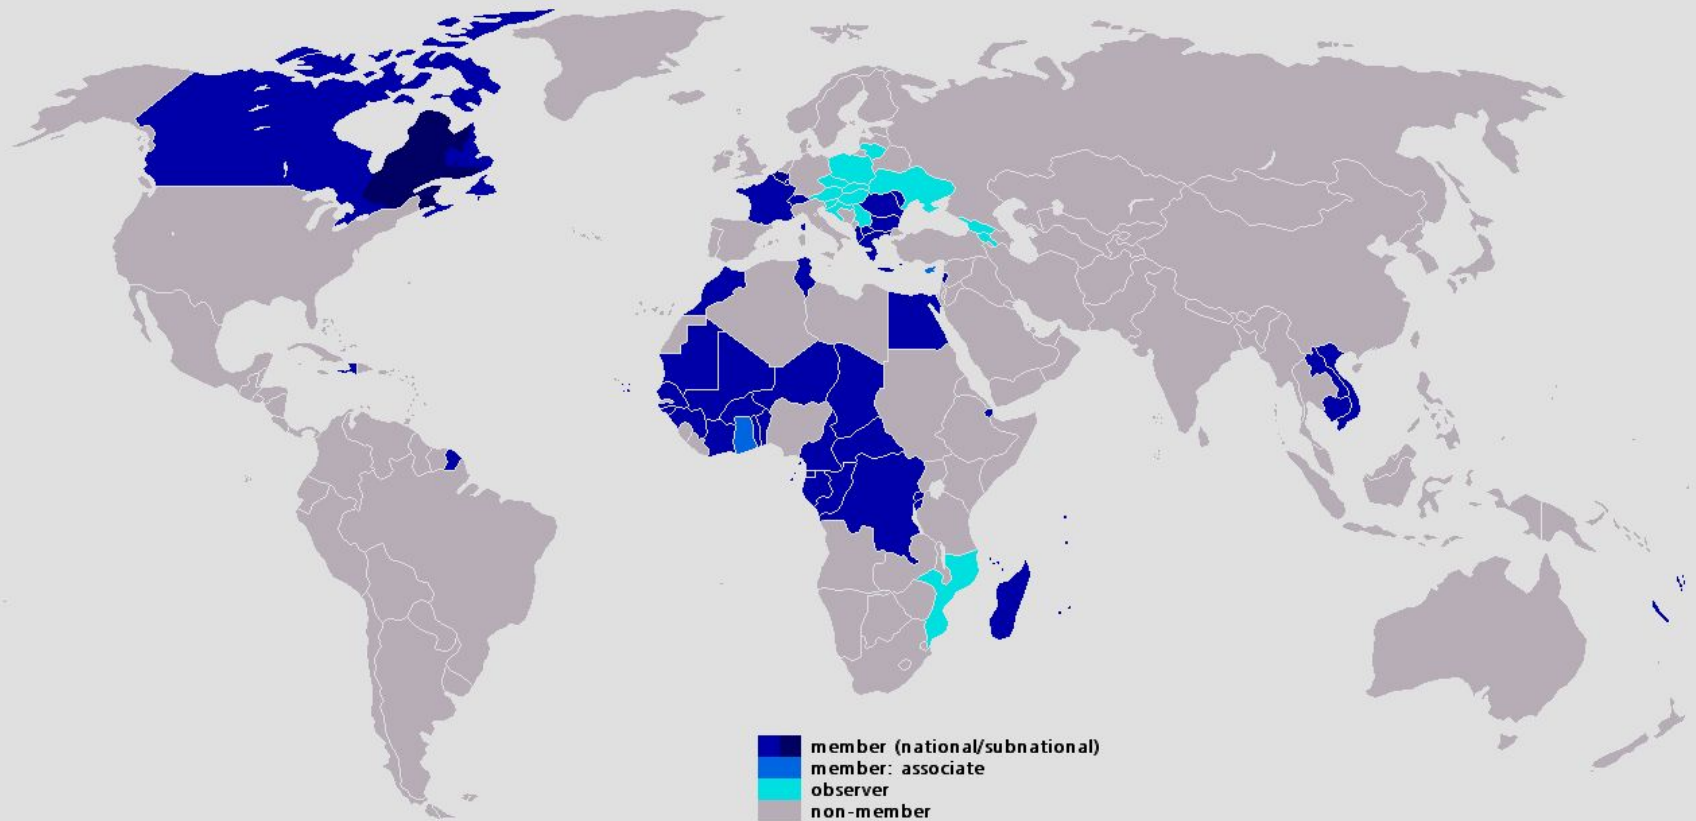 member (national/subnational)
member: associate
observer
non-member